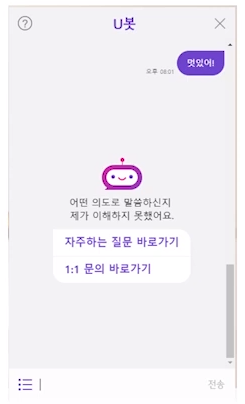 U봇
멋있어!
오후 08:01
어떤 의도로 말씀하신지
제가 이해하지 못했어요.
자주하는 질문 바로가기
1:1 문의 바로가기
전송